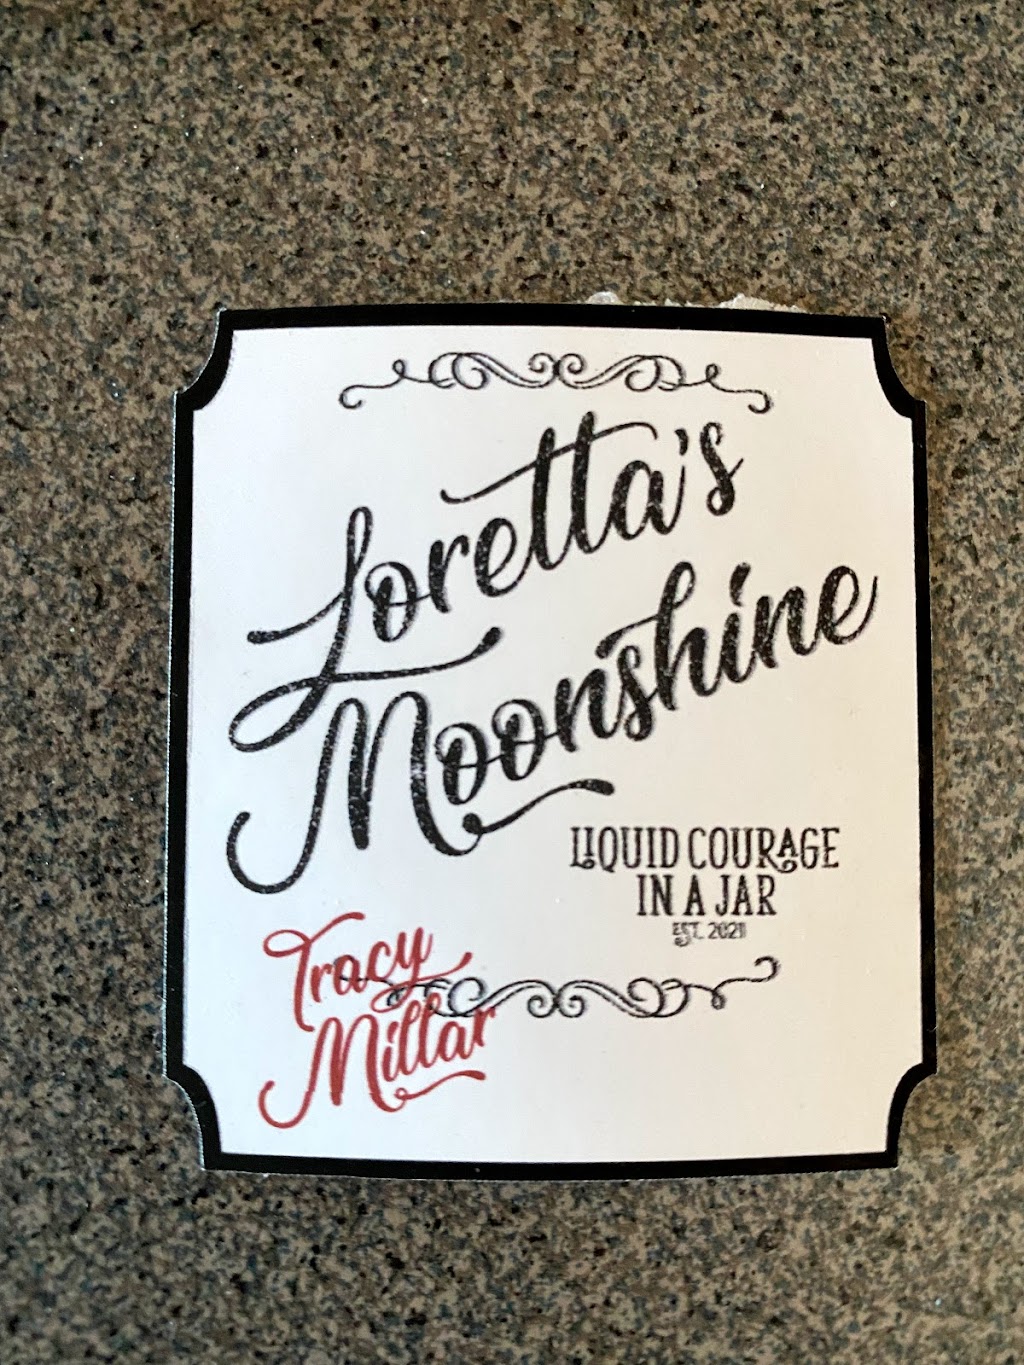 Loretta's
Moonshine
LIQUID COURAGE
IN A JAR
EST. 2021
Tracy
Millar